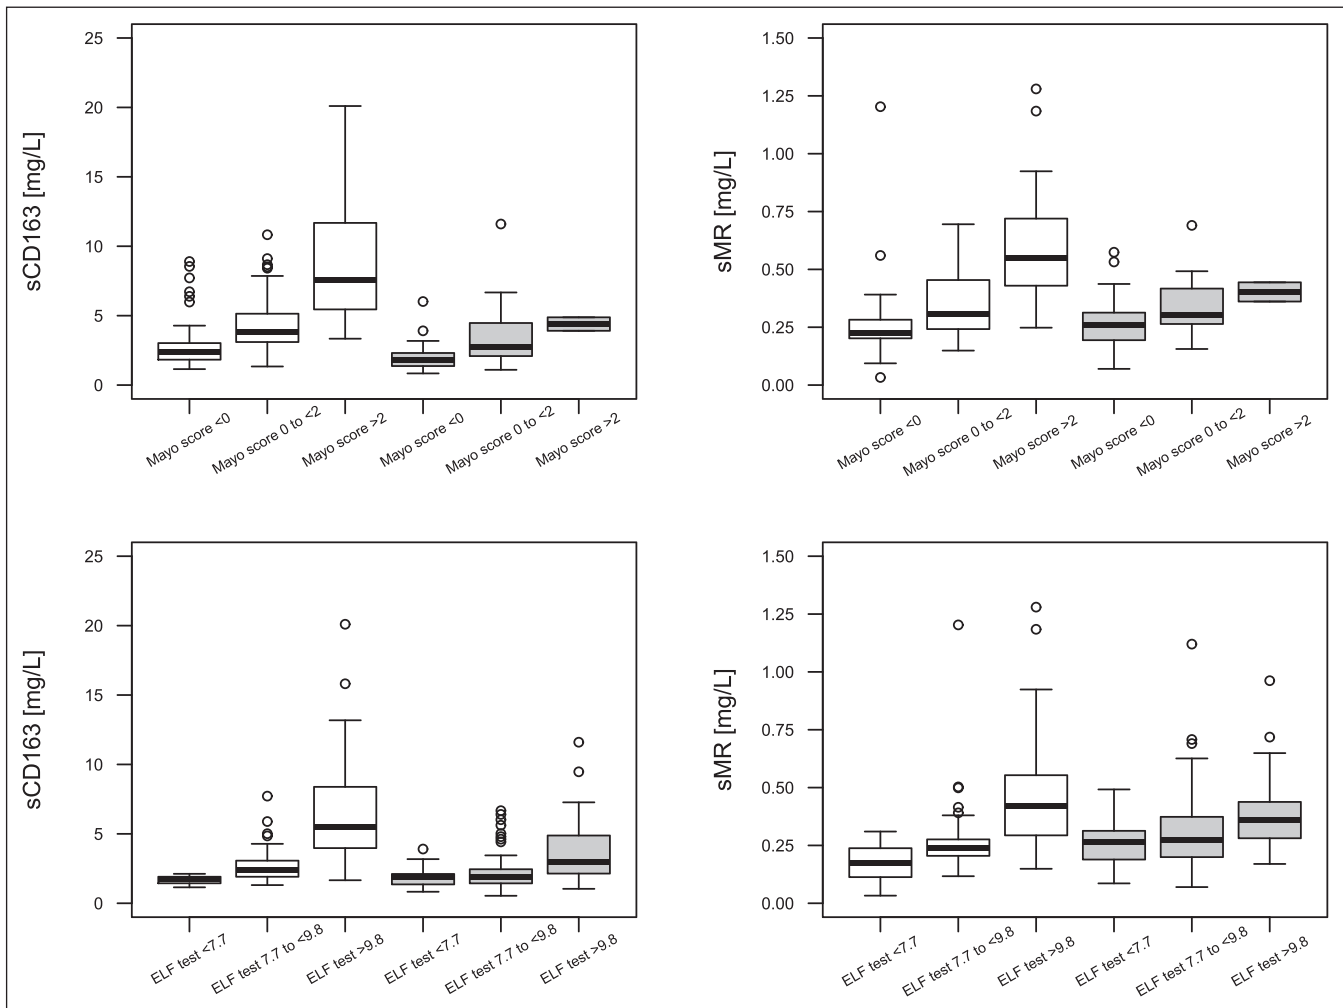 25
20
15
10
5
0
sCD163 [mg/L]
Mayo score <0
Mayo score 0 to <2
Mayo score >2
Mayo score <0
Mayo score 0 to <2
Mayo score >2
1.50
1.25
1.00
0.75
0.50
0.25
0.00
sMR [mg/L]
Mayo score <0
Mayo score 0 to <2
Mayo score >2
Mayo score <0
Mayo score 0 to <2
Mayo score >2
25
20
15
10
5
0
sCD163 [mg/L]
ELF test <7.7
ELF test 7.7 to <9.8
ELF test >9.8
ELF test <7.7
ELF test 7.7 to <9.8
ELF test >9.8
1.50
1.25
1.00
0.75
0.50
0.25
0.00
sMR [mg/L]
ELF test <7.7
ELF test 7.7 to <9.8
ELF test >9.8
ELF test <7.7
ELF test 7.7 to <9.8
ELF test >9.8